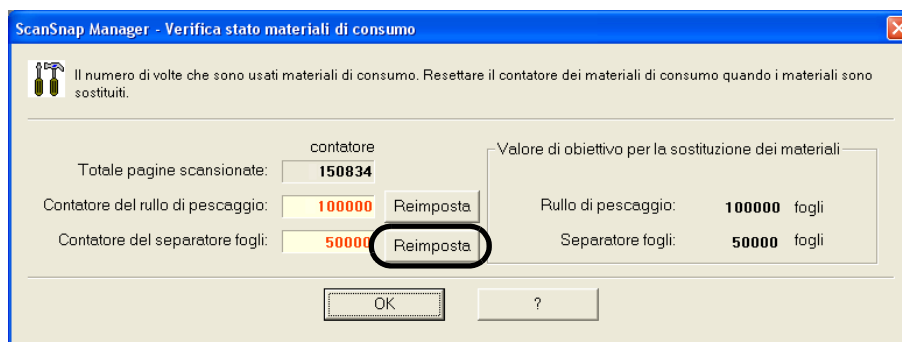 ScanSnap Manager - Verifica stato materiali di consumo
Il numero di volte che sono usati materiali di consumo. Resettare il contatore dei materiali di consumo quando i materiali sono
sostituiti.
contatore
Valore di obiettivo per la sostituzione dei materiali
Totale pagine scansionate: 150834
Contatore del rullo di pescaggio: 100000 Reimposta Rullo di pescaggio: 100000 fogli
Contatore del separatore fogli: 50000 Reimposta Separatore fogli: 50000 fogli
OK ?